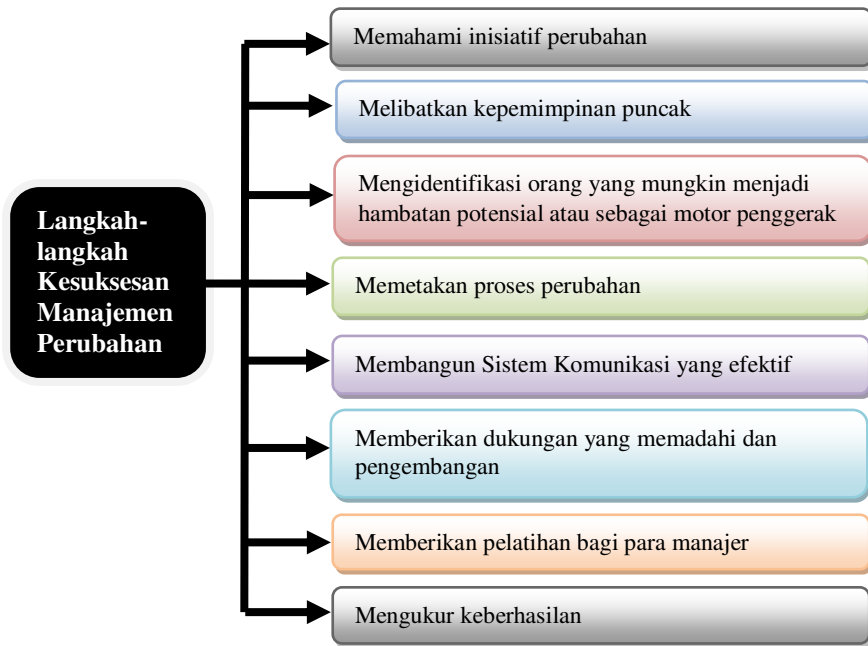 Langkah-
langkah
Kesuksesan
Manajemen
Perubahan
Memahami inisiatif perubahan
Melibatkan kepemimpinan puncak
Mengidentifikasi orang yang mungkin menjadi
hambatan potensial atau sebagai motor penggerak
Memetakan proses perubahan
Membangun Sistem Komunikasi yang efektif
Memberikan dukungan yang memadahi dan
pengembangan
Memberikan pelatihan bagi para manajer
Mengukur keberhasilan